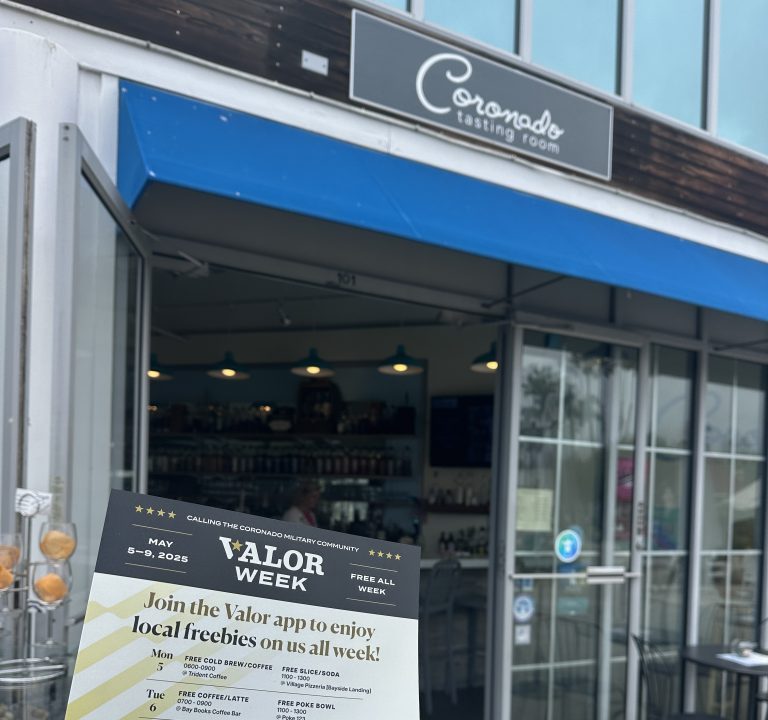 Coronado
tasting room
101
CALLING THE CORONADO MILITARY COMMUNITY
MAY
5–9, 2025
VALOR
WEEK
FREE ALL
WEEK
Join the Valor app to enjoy
local freebies on us all week!
Mon
5
FREE COLD BREW/COFFEE
0600-0900
@ Trident Coffee
FREE SLICE/SODA
1100 - 1300
@ Village Pizzeria [Bayside Landing]
Tue
6
FREE COFFEE/LATTE
0700 - 0900
@ Bay Books Coffee Bar
FREE POKE BOWL
1100 - 1300
@ Poke 123